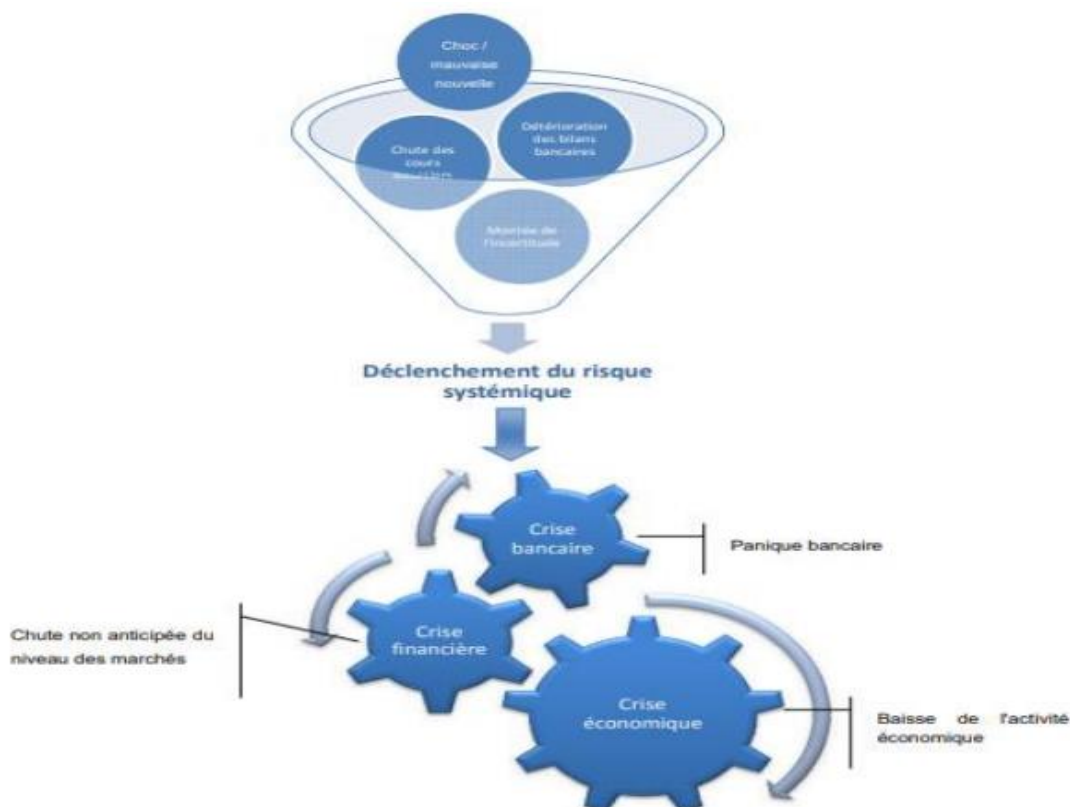 Choc /
mauvaise
nouvelle
Détérioration
des bilans
bancaires
Chute des
cours
Montée de
l'incertitude
Déclenchement du risque
systémique
Crise
bancaire
Panique bancaire
Chute non anticipée du
niveau des marchés
Crise
financière
Crise
économique
Baisse de l'activité
économique